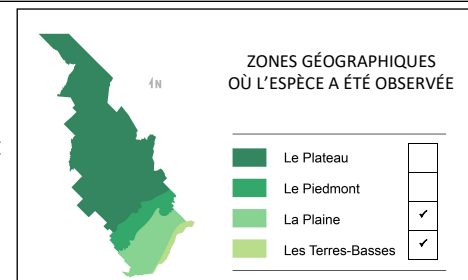 ZONES GÉOGRAPHIQUES
OÙ L'ESPÈCE A ÉTÉ OBSERVÉE
N
Le Plateau
Le Piedmont
La Plaine ✓
Les Terres-Basses ✓